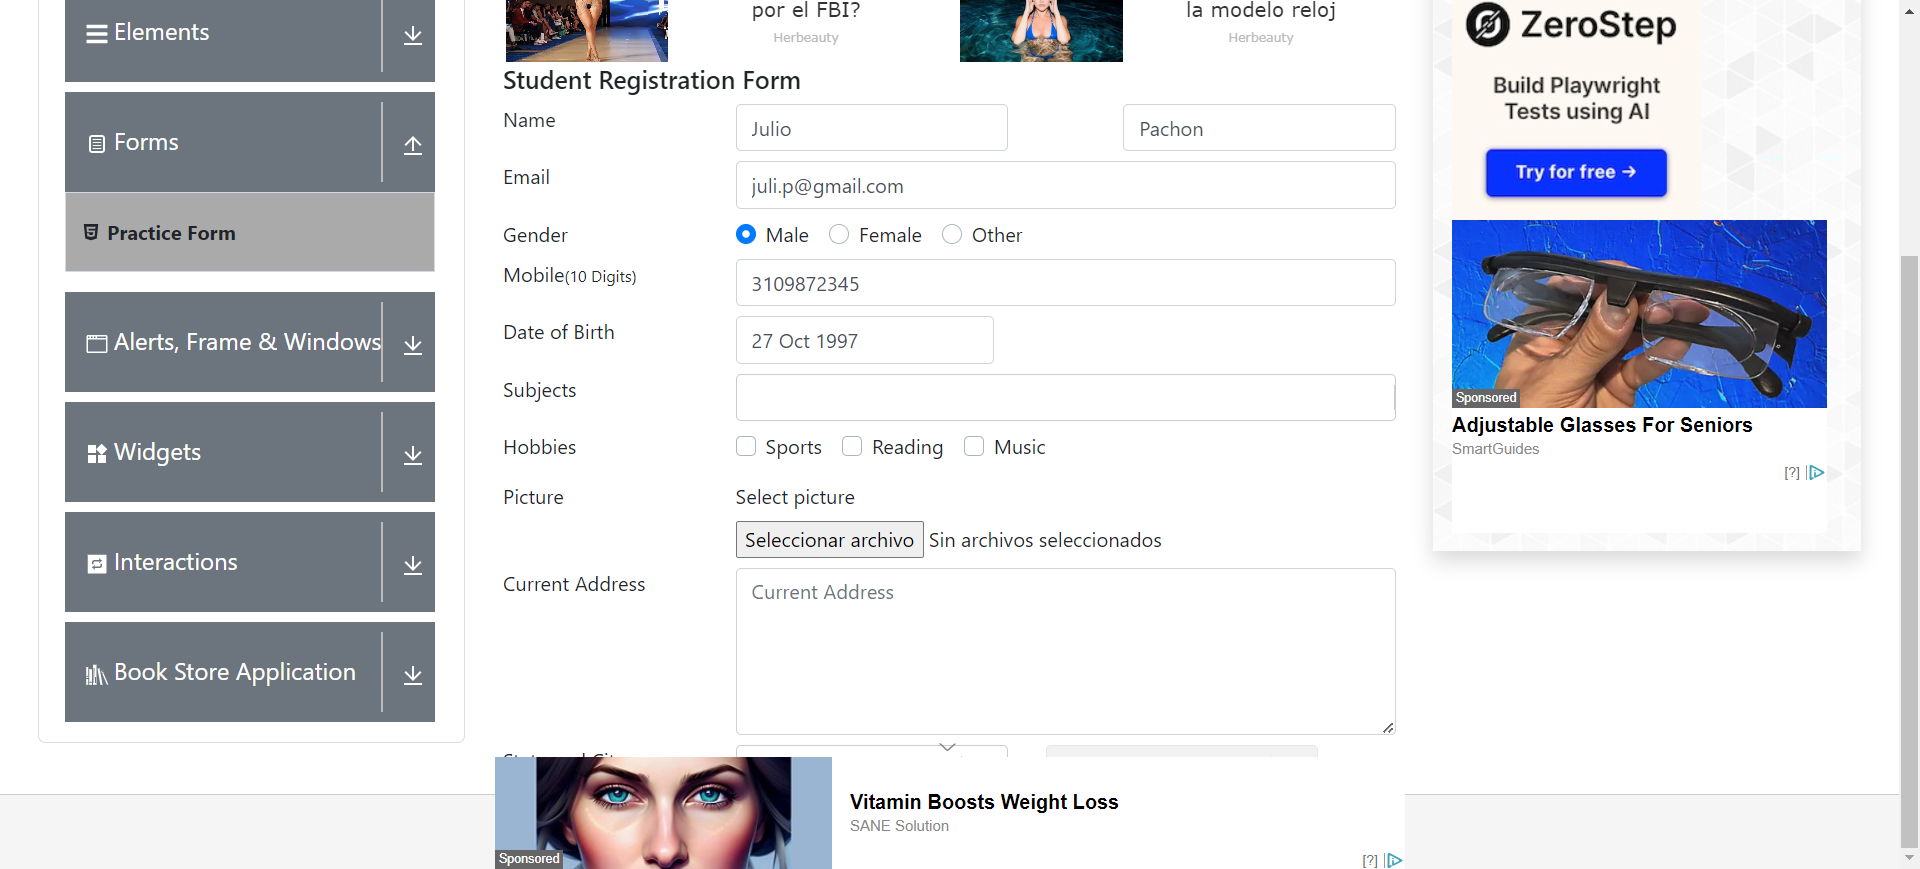 Elements
Forms
Practice Form
Alerts, Frame & Windows
Widgets
Interactions
Book Store Application
por el FBI?
Herbeauty
la modelo reloj
Herbeauty
Student Registration Form
Name
Julio
Pachon
Email
juli.p@gmail.com
Gender
Male
Female
Other
Mobile(10 Digits)
3109872345
Date of Birth
27 Oct 1997
Subjects
Hobbies
Sports
Reading
Music
Picture
Select picture
Seleccionar archivo
Sin archivos seleccionados
Current Address
Current Address
Sponsored
Vitamin Boosts Weight Loss
SANE Solution
[?]
ZeroStep
Build Playwright
Tests using AI
Try for free →
Sponsored
Adjustable Glasses For Seniors
SmartGuides
[?]